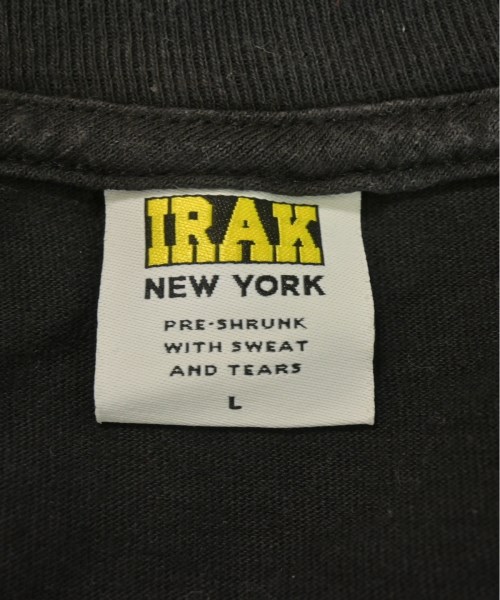 IRAK
NEW YORK
PRE-SHRUNK
WITH SWEAT
AND TEARS
L